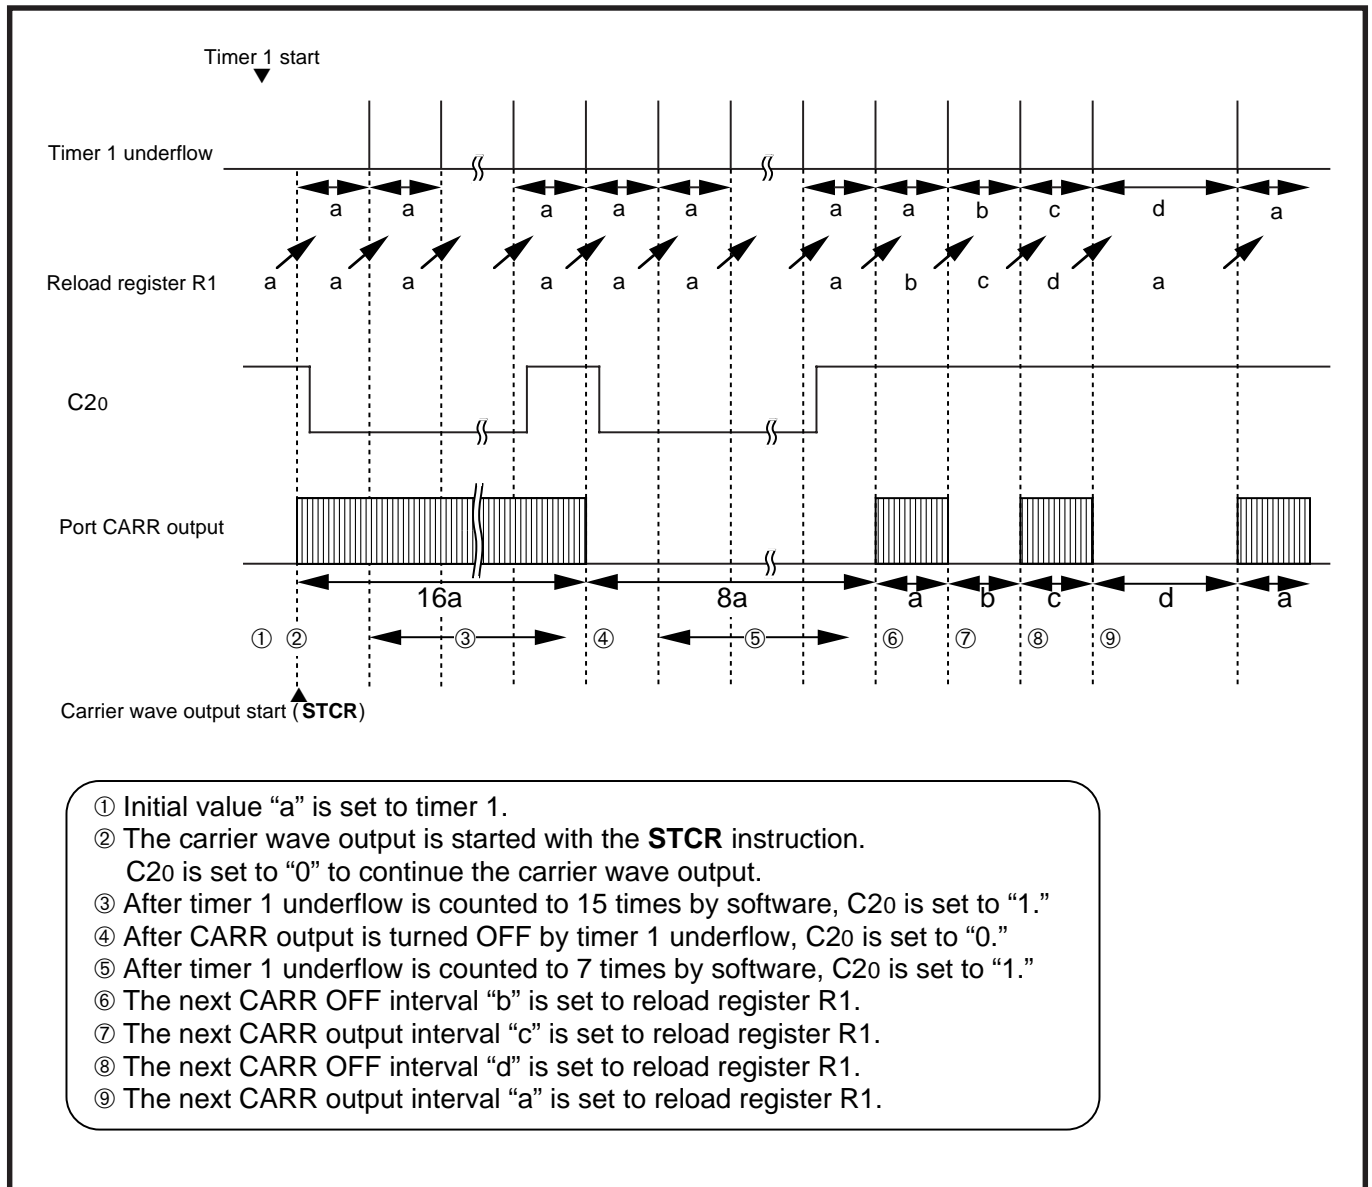 Timer 1 start
Timer 1 underflow
a a a a a a a b c d a
Reload register R1 a a a a a a a b c d a
C20
Port CARR output
16a 8a a b c d a
① ② ③ ④ ⑤ ⑥ ⑦ ⑧ ⑨
Carrier wave output start (STCR)
① Initial value “a” is set to timer 1.
② The carrier wave output is started with the STCR instruction.
C20 is set to “0” to continue the carrier wave output.
③ After timer 1 underflow is counted to 15 times by software, C20 is set to “1.”
④ After CARR output is turned OFF by timer 1 underflow, C20 is set to “0.”
⑤ After timer 1 underflow is counted to 7 times by software, C20 is set to “1.”
⑥ The next CARR OFF interval “b” is set to reload register R1.
⑦ The next CARR output interval “c” is set to reload register R1.
⑧ The next CARR OFF interval “d” is set to reload register R1.
⑨ The next CARR output interval “a” is set to reload register R1.